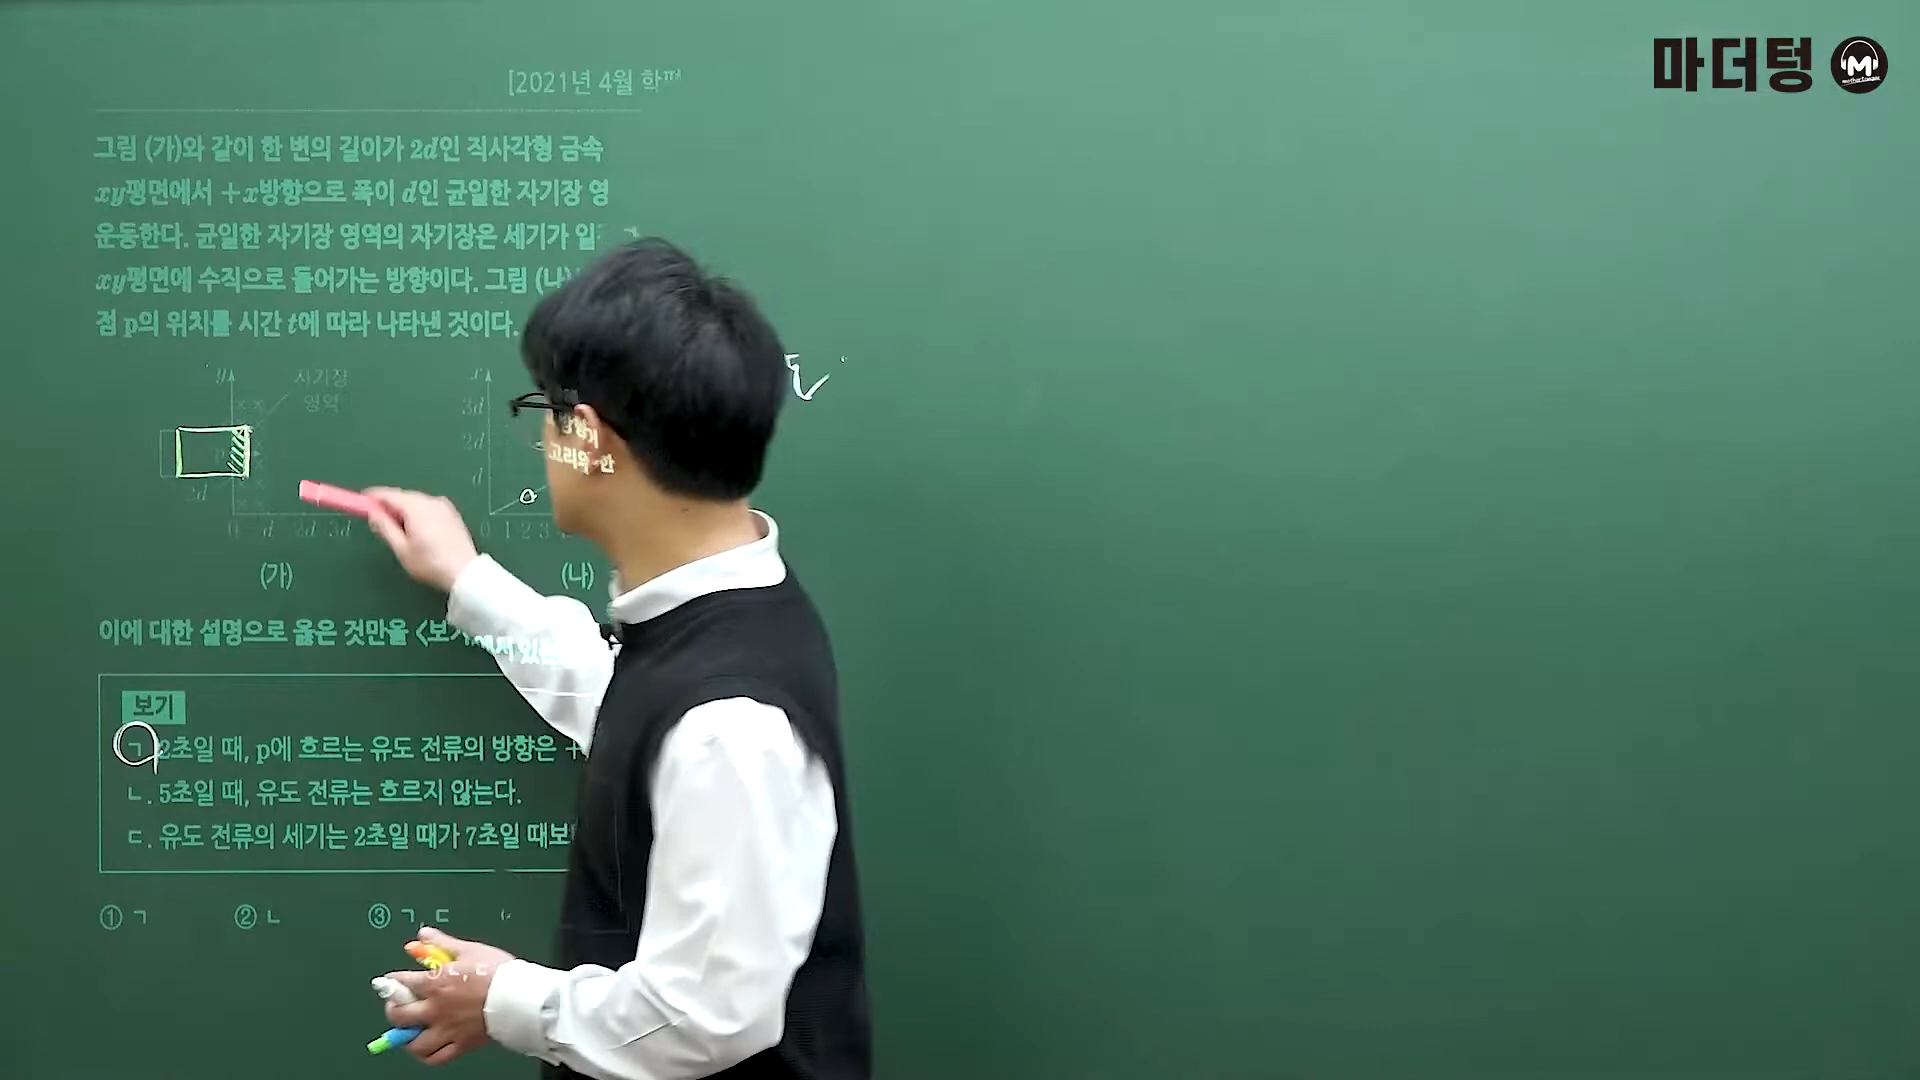 마더텅
[2021년 4월 학평
그림 (가)와 같이 한 변의 길이가 2d인 직사각형 금속
xy평면에서 +x방향으로 폭이 d인 균일한 자기장 영
운동한다. 균일한 자기장 영역의 자기장은 세기가 일
xy평면에 수직으로 들어가는 방향이다. 그림 (나)
점 p의 위치를 시간 t에 따라 나타낸 것이다.
y 자기장
영역
2d
0 d 2d 3d
(가)
x
3d
2d
d
0 1 2 3
(나)
이에 대한 설명으로 옳은 것만을 <보기>에서 있는
보기
ㄱ. 2초일 때, p에 흐르는 유도 전류의 방향은 +
ㄴ. 5초일 때, 유도 전류는 흐르지 않는다.
ㄷ. 유도 전류의 세기는 2초일 때가 7초일 때보
① ㄱ ② ㄴ ③ ㄱ, ㄷ